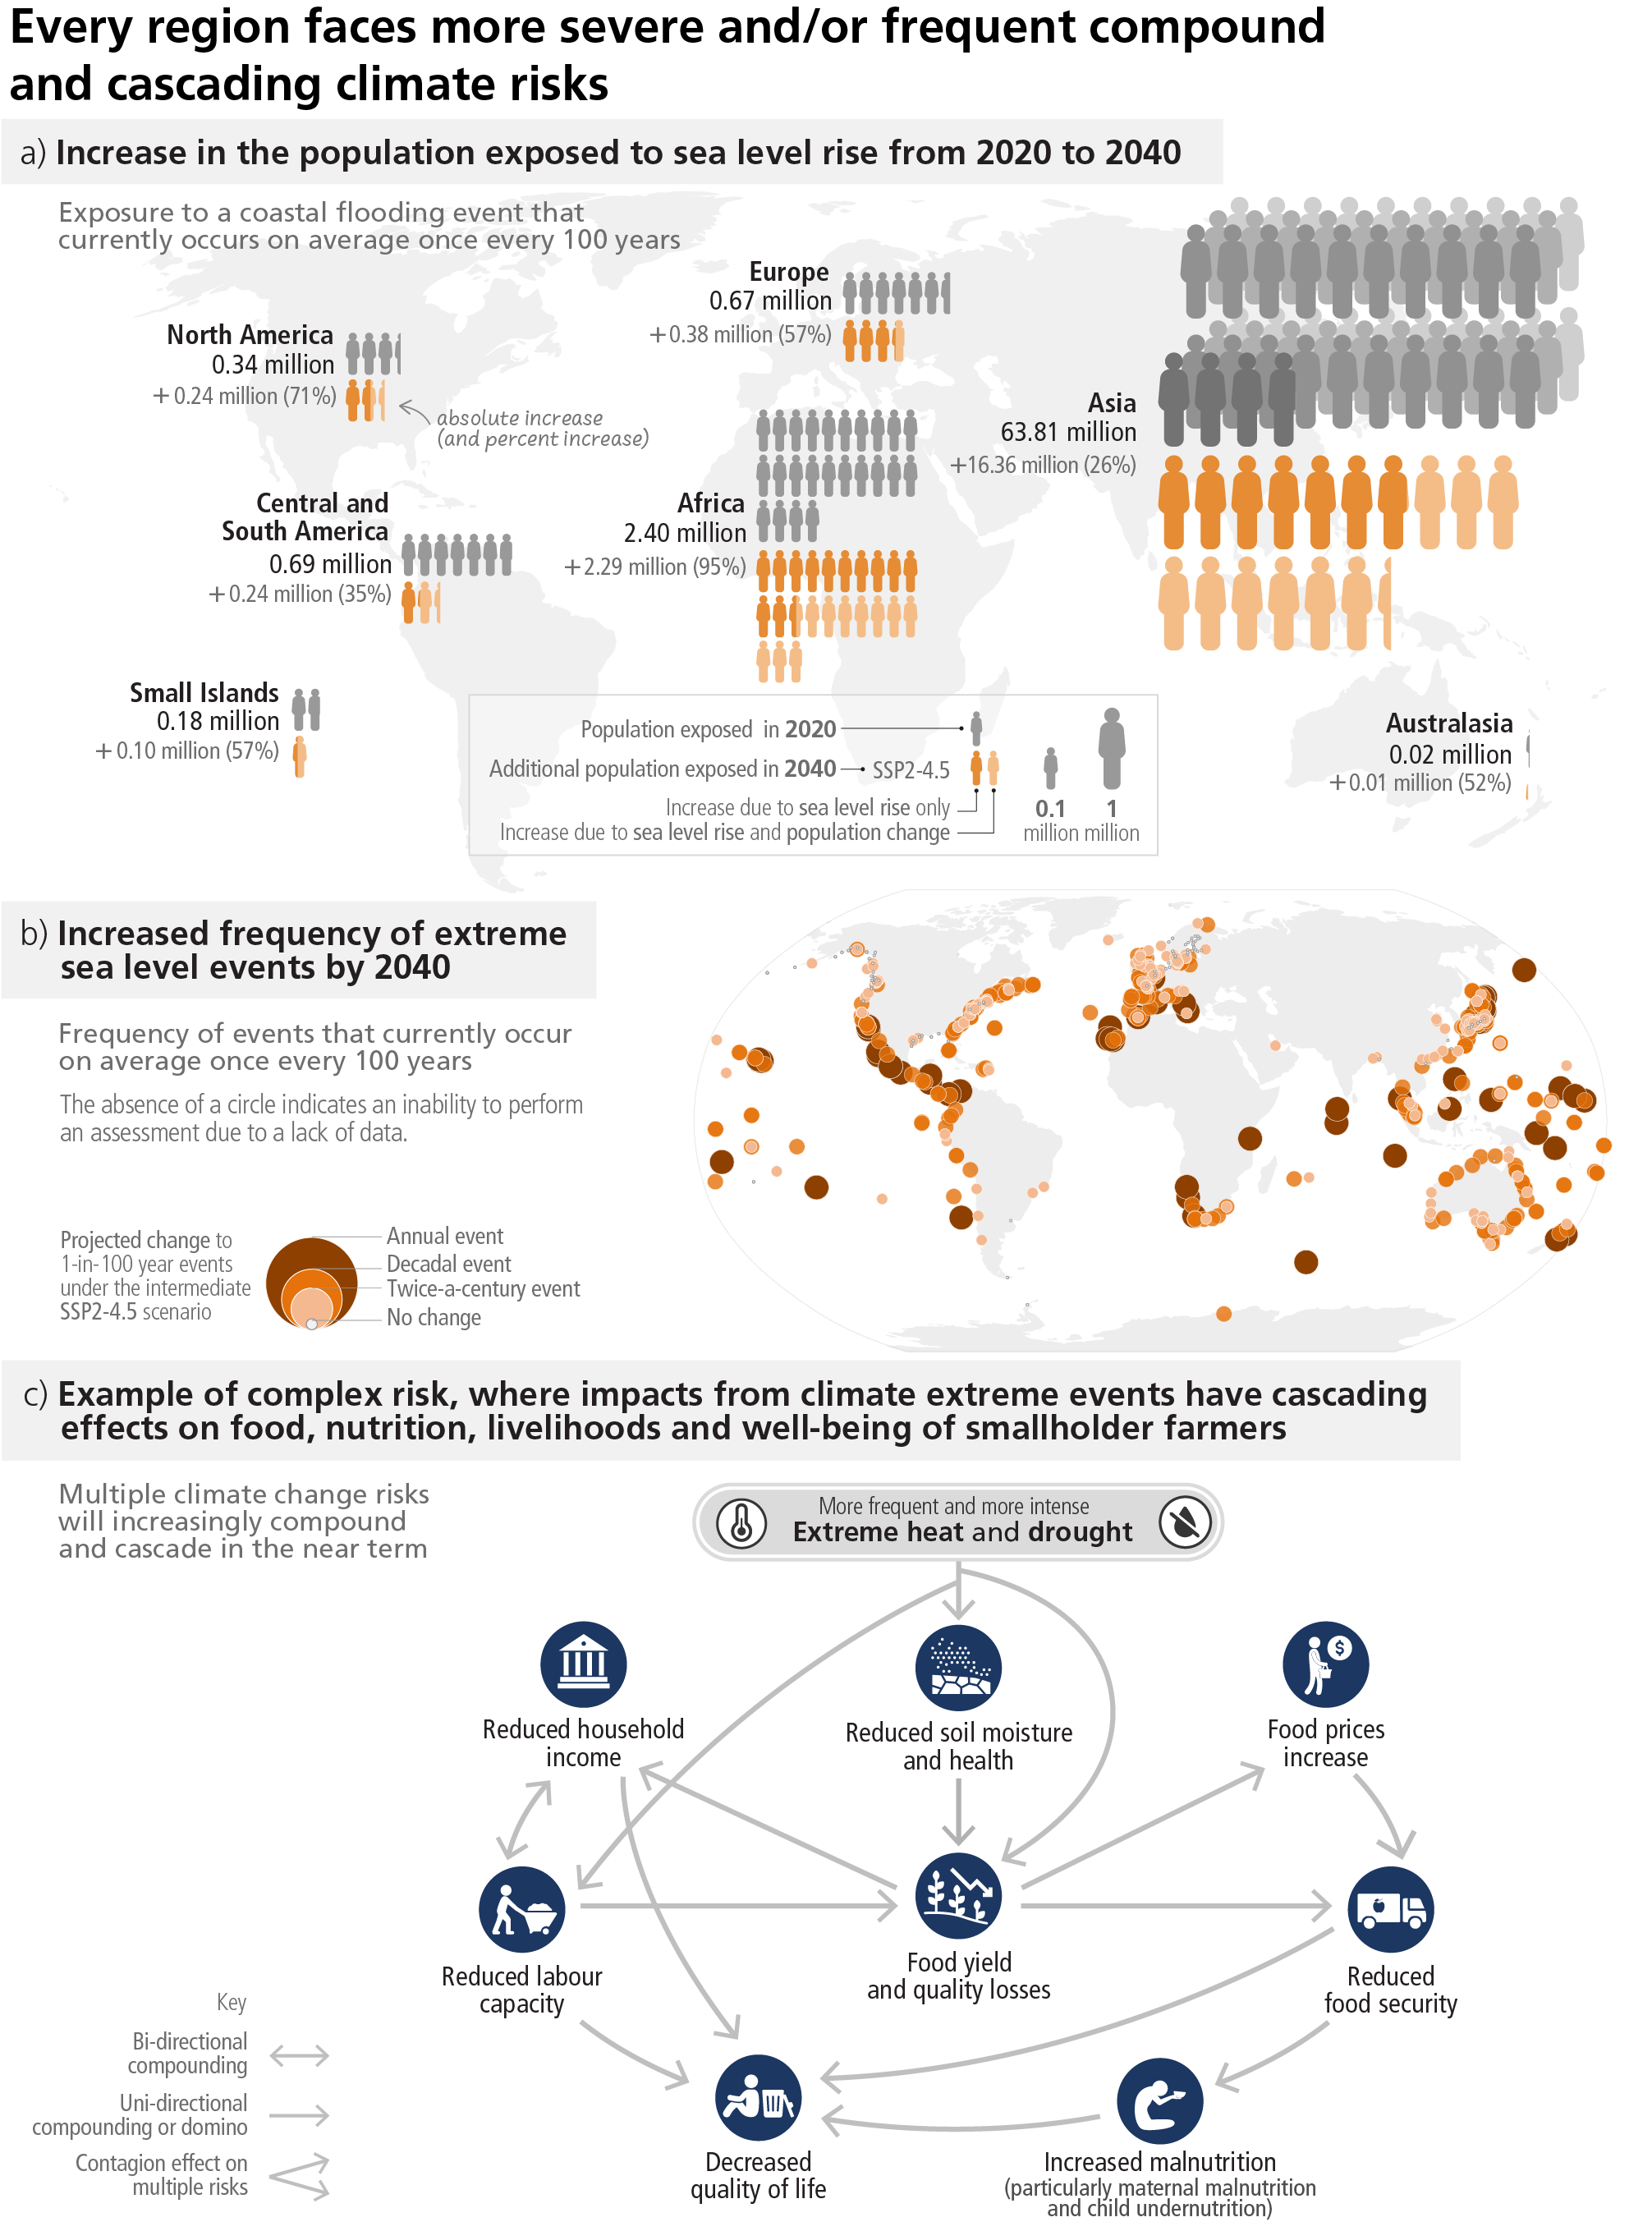 Every region faces more severe and/or frequent compound
and cascading climate risks
a) Increase in the population exposed to sea level rise from 2020 to 2040
Exposure to a coastal flooding event that
currently occurs on average once every 100 years
North America
0.34 million
+0.24 million (71%)
absolute increase
(and percent increase)
Europe
0.67 million
+0.38 million (57%)
Asia
63.81 million
+16.36 million (26%)
Central and
South America
0.69 million
+0.24 million (35%)
Africa
2.40 million
+2.29 million (95%)
Small Islands
0.18 million
+0.10 million (57%)
Australasia
0.02 million
+0.01 million (52%)
Population exposed in 2020
Additional population exposed in 2040 SSP2-4.5
Increase due to sea level rise only
Increase due to sea level rise and population change
0.1 1
million million
b) Increased frequency of extreme
sea level events by 2040
Frequency of events that currently occur
on average once every 100 years
The absence of a circle indicates an inability to perform
an assessment due to a lack of data.
Projected change to
1-in-100 year events
under the intermediate
SSP2-4.5 scenario
Annual event
Decadal event
Twice-a-century event
No change
c) Example of complex risk, where impacts from climate extreme events have cascading
effects on food, nutrition, livelihoods and well-being of smallholder farmers
Multiple climate change risks
will increasingly compound
and cascade in the near term
More frequent and more intense
Extreme heat and drought
Reduced household
income
Reduced soil moisture
and health
$
Food prices
increase
Reduced labour
capacity
Food yield
and quality losses
Reduced
food security
Decreased
quality of life
Increased malnutrition
(particularly maternal malnutrition
and child undernutrition)
Key
Bi-directional
compounding
Uni-directional
compounding or domino
Contagion effect on
multiple risks